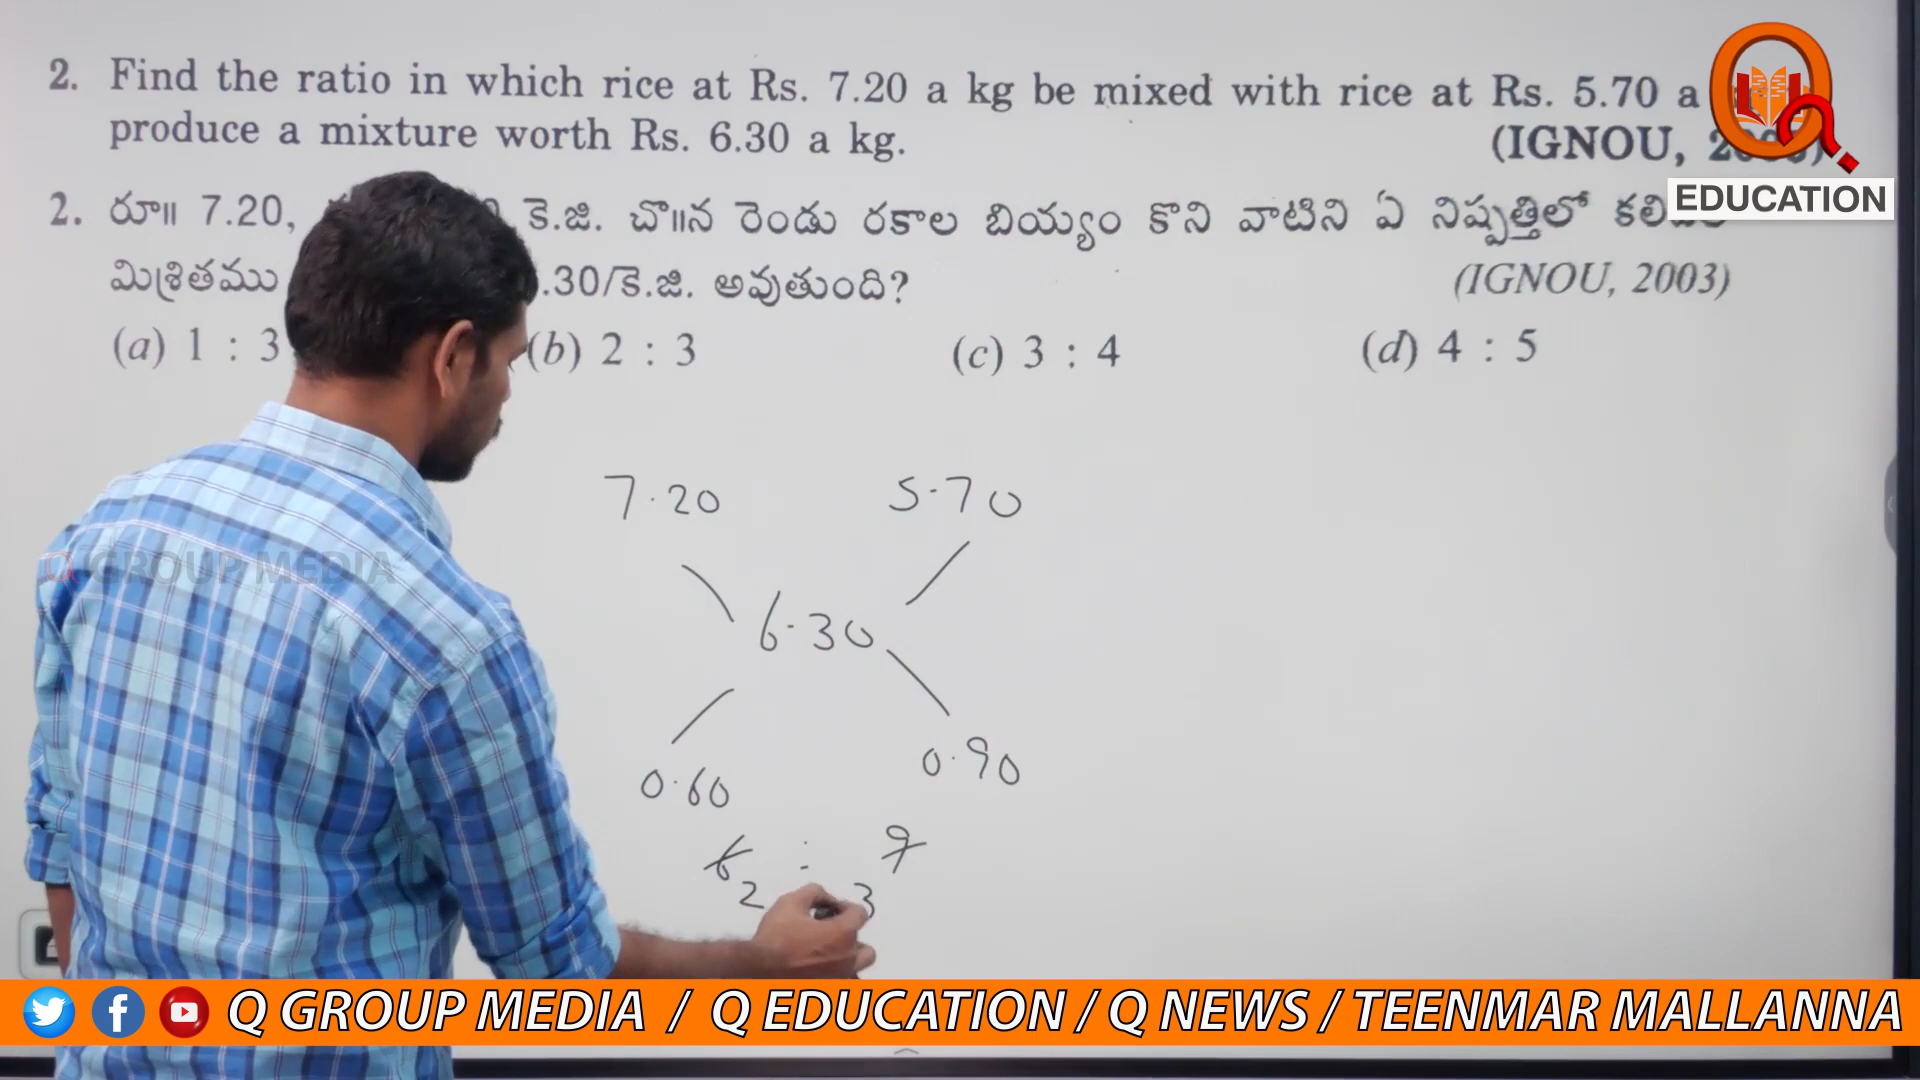 2. Find the ratio in which rice at Rs. 7.20 a kg be mixed with rice at Rs. 5.70 a
produce a mixture worth Rs. 6.30 a kg.
(IGNOU,
EDUCATION
2. రూ॥ 7.20, కె.జి. చొ॥న రెండు రకాల బియ్యం కొని వాటిని ఏ నిష్పత్తిలో
మిశ్రితము .30/కె.జి. అవుతుంది?
(IGNOU, 2003)
(a) 1 : 3 (b) 2 : 3 (c) 3 : 4 (d) 4 : 5
7.20 5.70
Q GROUP MEDIA
6.30
0.60 0.90
6 : 9
2 3
Q GROUP MEDIA / Q EDUCATION / Q NEWS / TEENMAR MALLANNA